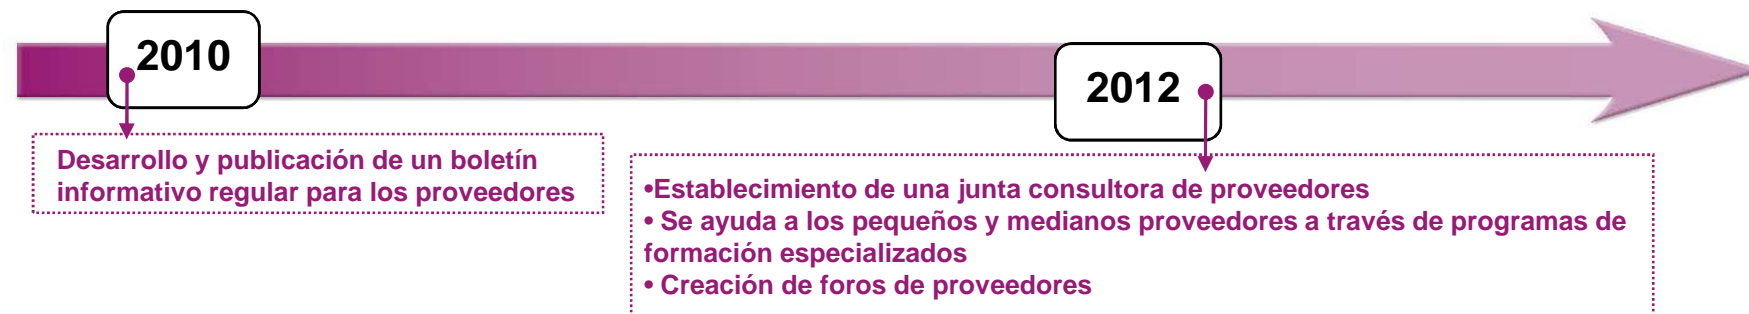 2010
2012
Desarrollo y publicación de un boletín
informativo regular para los proveedores
•Establecimiento de una junta consultora de proveedores
• Se ayuda a los pequeños y medianos proveedores a través de programas de
formación especializados
• Creación de foros de proveedores